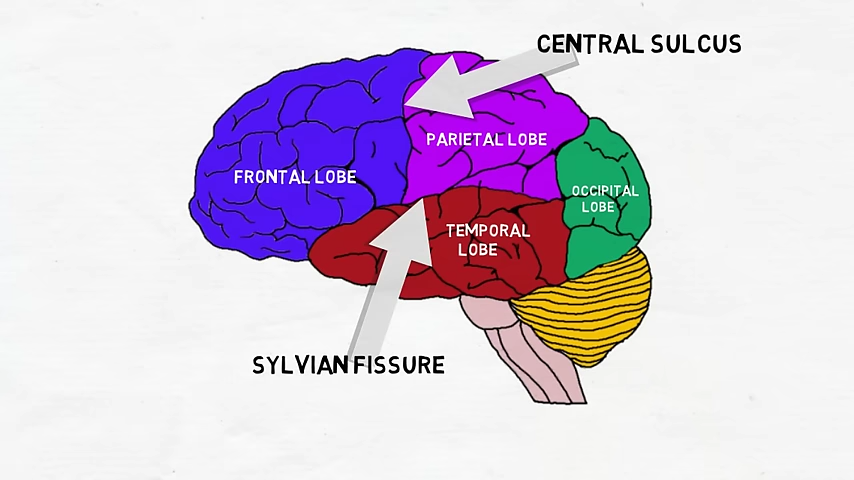 CENTRAL SULCUS
PARIETAL LOBE
FRONTAL LOBE
OCCIPITAL
LOBE
TEMPORAL
LOBE
SYLVIAN FISSURE